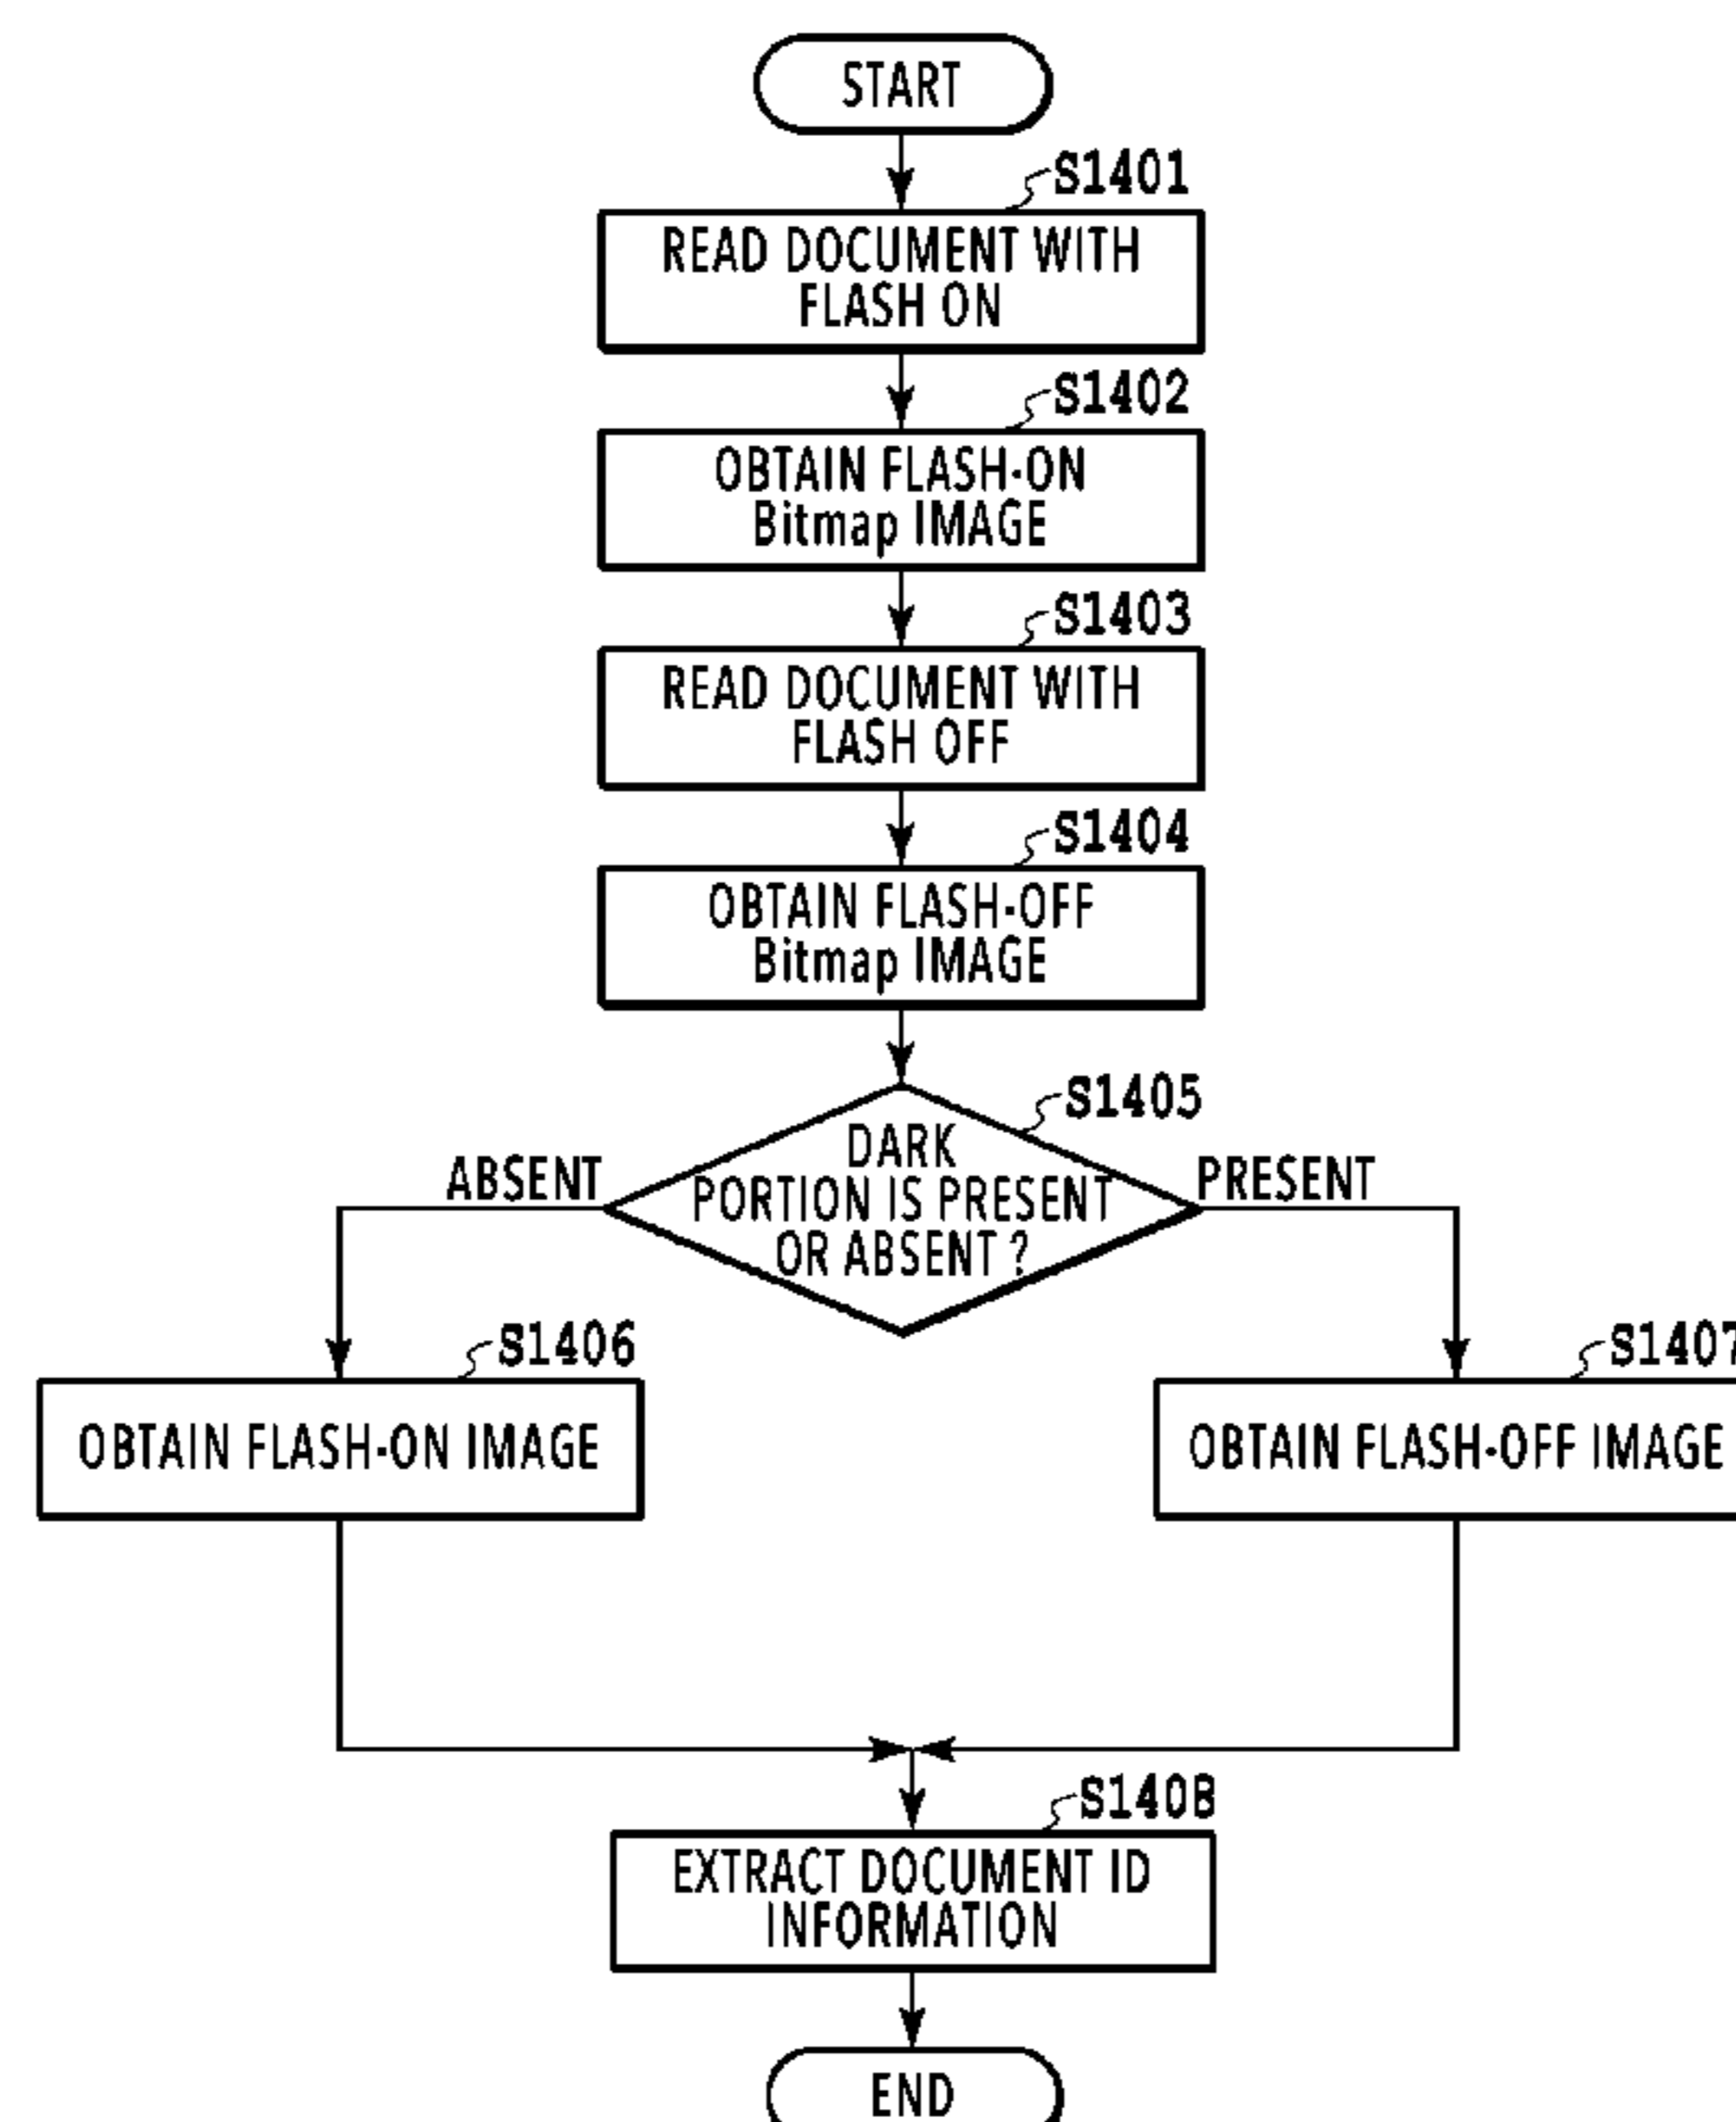 START
S1401
READ DOCUMENT WITH
FLASH ON
S1402
OBTAIN FLASH-ON
Bitmap IMAGE
S1403
READ DOCUMENT WITH
FLASH OFF
S1404
OBTAIN FLASH-OFF
Bitmap IMAGE
S1405
DARK
PORTION IS PRESENT
OR ABSENT ?
ABSENT
PRESENT
S1406
OBTAIN FLASH-ON IMAGE
S1407
OBTAIN FLASH-OFF IMAGE
S1408
EXTRACT DOCUMENT ID
INFORMATION
END